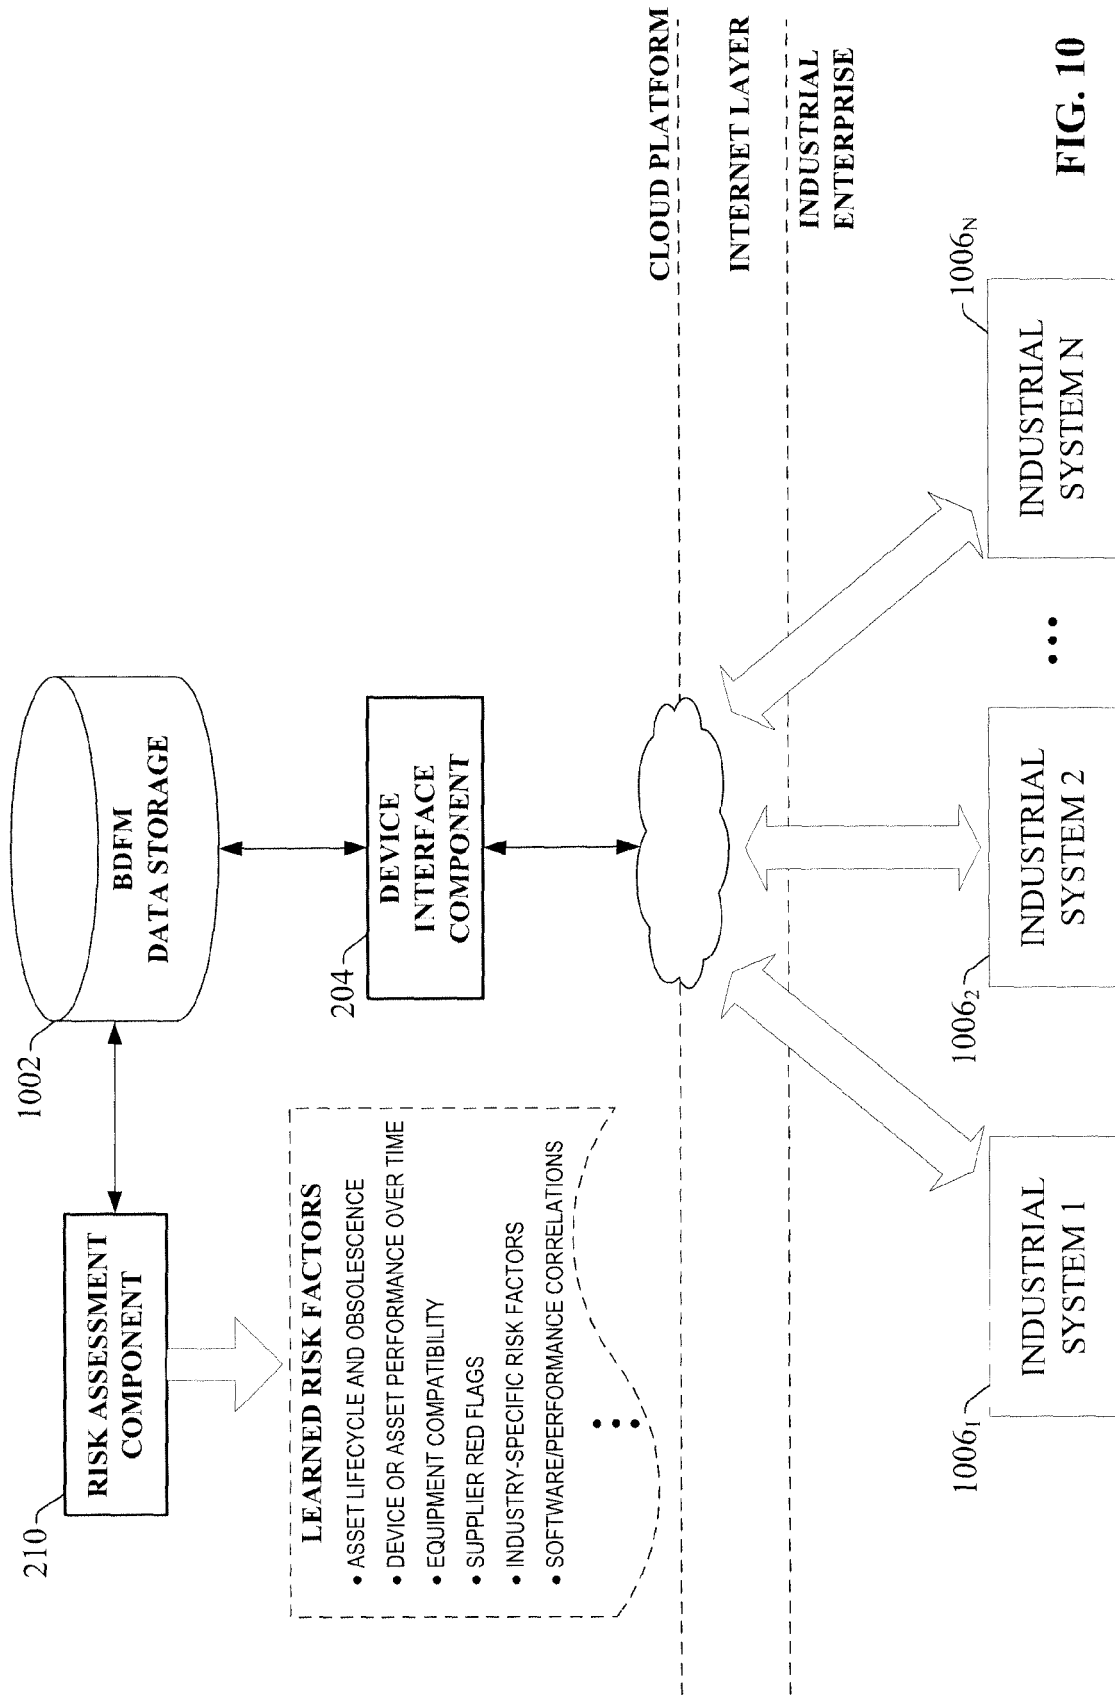 210
RISK ASSESSMENT
COMPONENT
1002
BDFM
DATA STORAGE
LEARNED RISK FACTORS
• ASSET LIFECYCLE AND OBSOLESCENCE
• DEVICE OR ASSET PERFORMANCE OVER TIME
• EQUIPMENT COMPATIBILITY
• SUPPLIER RED FLAGS
• INDUSTRY-SPECIFIC RISK FACTORS
• SOFTWARE/PERFORMANCE CORRELATIONS
204
DEVICE
INTERFACE
COMPONENT
CLOUD PLATFORM
INTERNET LAYER
INDUSTRIAL
ENTERPRISE
1006₁
INDUSTRIAL
SYSTEM 1
1006₂
INDUSTRIAL
SYSTEM 2
1006N
INDUSTRIAL
SYSTEM N
FIG. 10